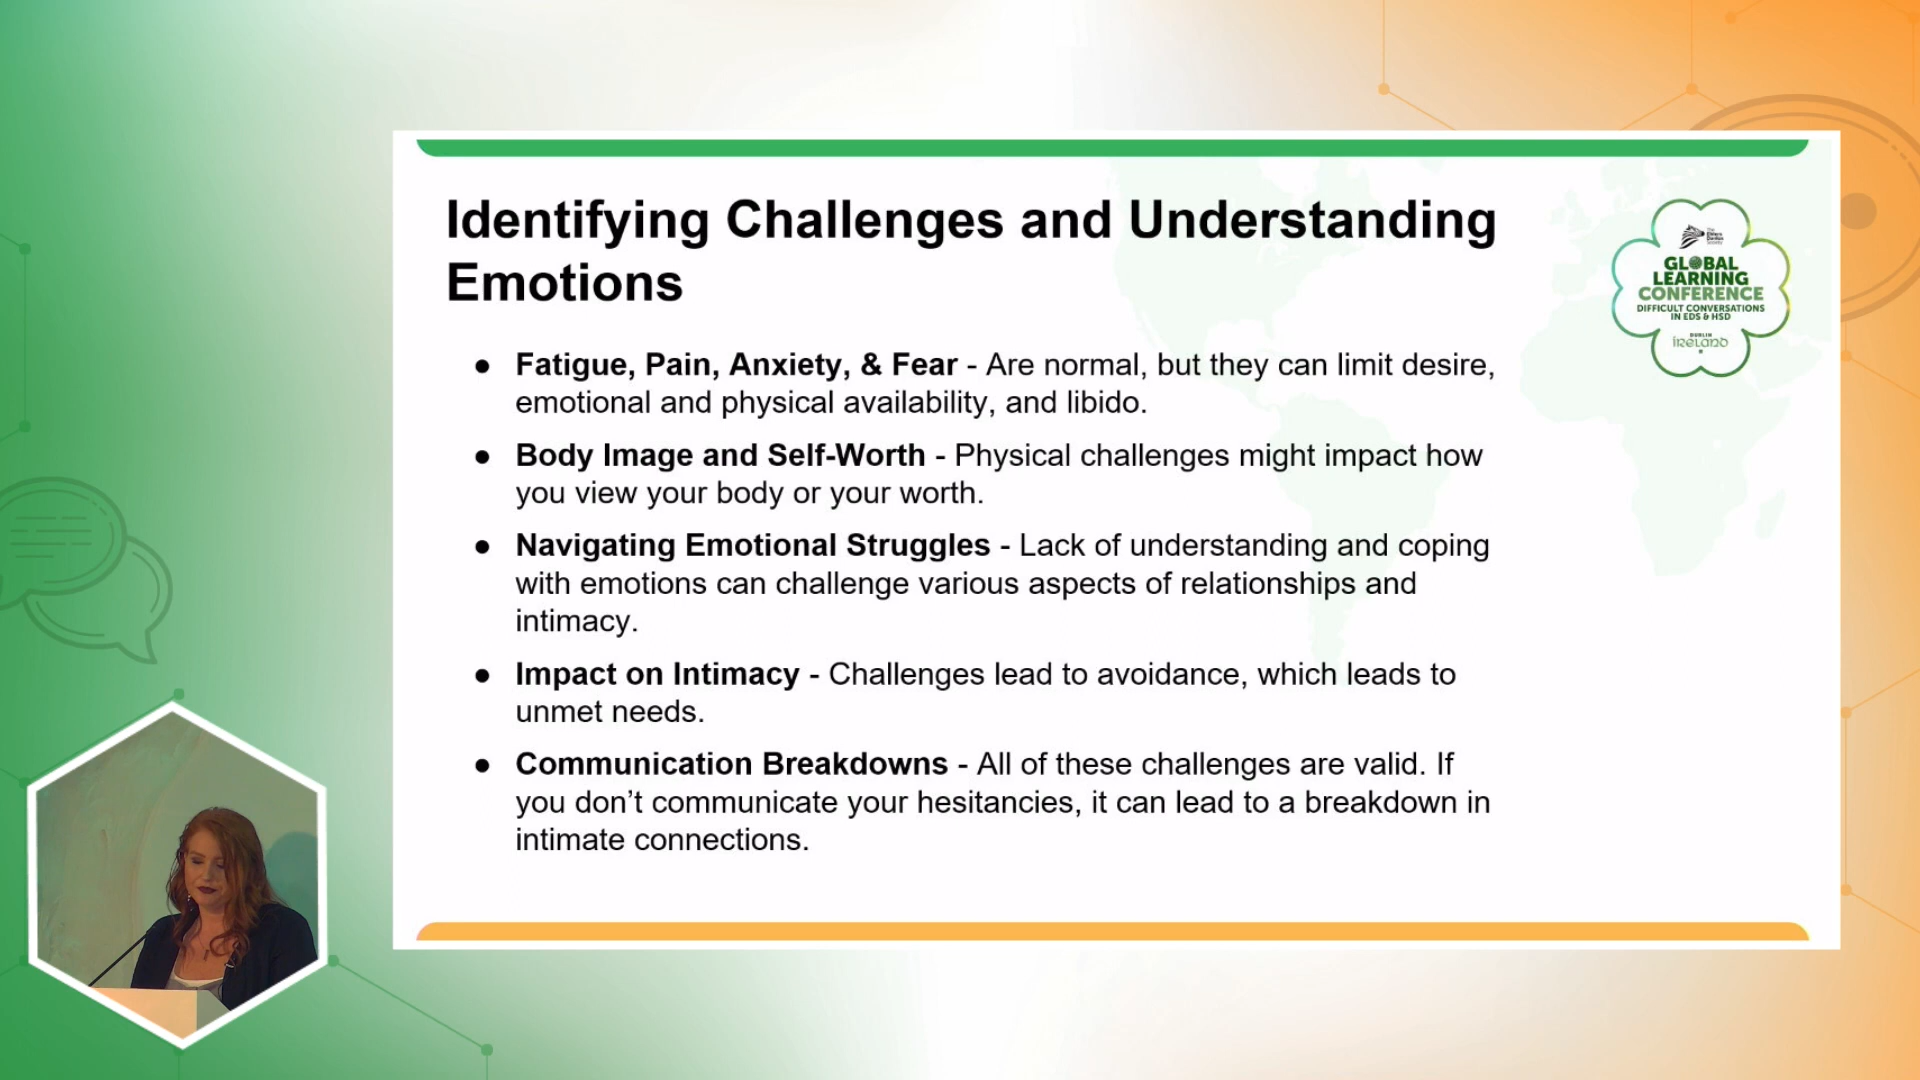 Identifying Challenges and Understanding
Emotions
● Fatigue, Pain, Anxiety, & Fear - Are normal, but they can limit desire,
emotional and physical availability, and libido.
● Body Image and Self-Worth - Physical challenges might impact how
you view your body or your worth.
● Navigating Emotional Struggles - Lack of understanding and coping
with emotions can challenge various aspects of relationships and
intimacy.
● Impact on Intimacy - Challenges lead to avoidance, which leads to
unmet needs.
● Communication Breakdowns - All of these challenges are valid. If
you don’t communicate your hesitancies, it can lead to a breakdown in
intimate connections.
The
Ehlers
Danlos
Society
GLOBAL
LEARNING
CONFERENCE
DIFFICULT CONVERSATIONS
IN EDS & HSD
DUBLIN
IRELAND